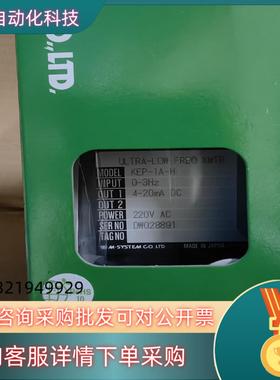 自动化科技
O.,LTD.
ULTRA-LOW FREQ XMTR
MODEL KEP-1A-H
INPUT 0-3Hz
OUT 1 4-20mA DC
OUT 2
POWER 220V AC
SER NO DW028891
TAG NO
M-SYSTEM CO.,LTD. MADE IN JAPAN
821949929
咨询采购批发可对公开票
客服详情下单采购